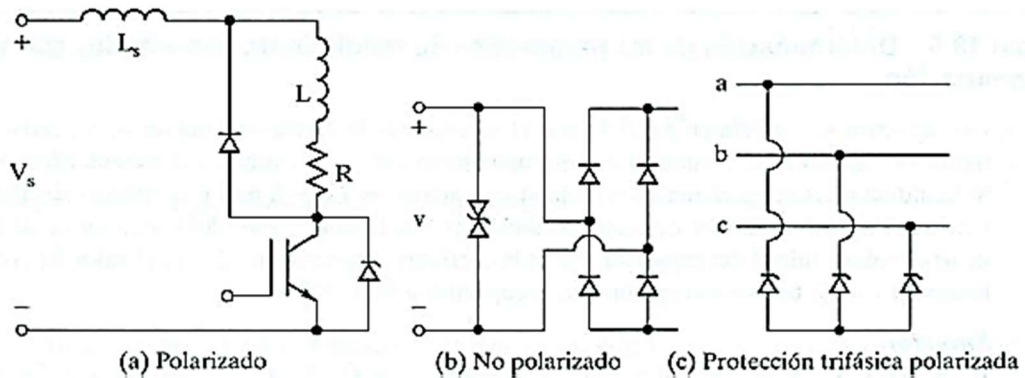 +
Ls
L
Vs
R
−
(a) Polarizado
+
v
−
(b) No polarizado
a
b
c
(c) Protección trifásica polarizada